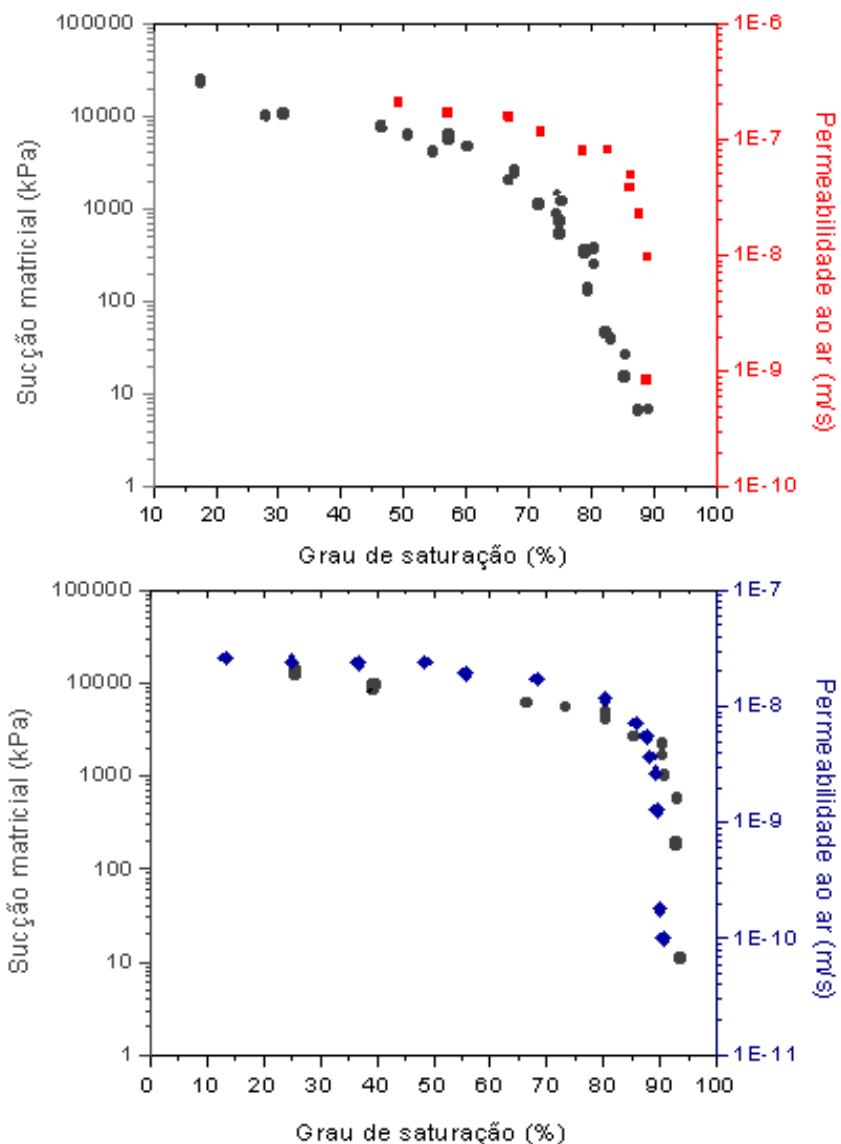 100000
10000
1000
100
10
1
Sucção matricial (kPa)
1E-6
1E-7
1E-8
1E-9
1E-10
Permeabilidade ao ar (m/s)
10 20 30 40 50 60 70 80 90 100
Grau de saturação (%)
100000
10000
1000
100
10
1
Sucção matricial (kPa)
1E-7
1E-8
1E-9
1E-10
1E-11
Permeabilidade ao ar (m/s)
0 10 20 30 40 50 60 70 80 90 100
Grau de saturação (%)